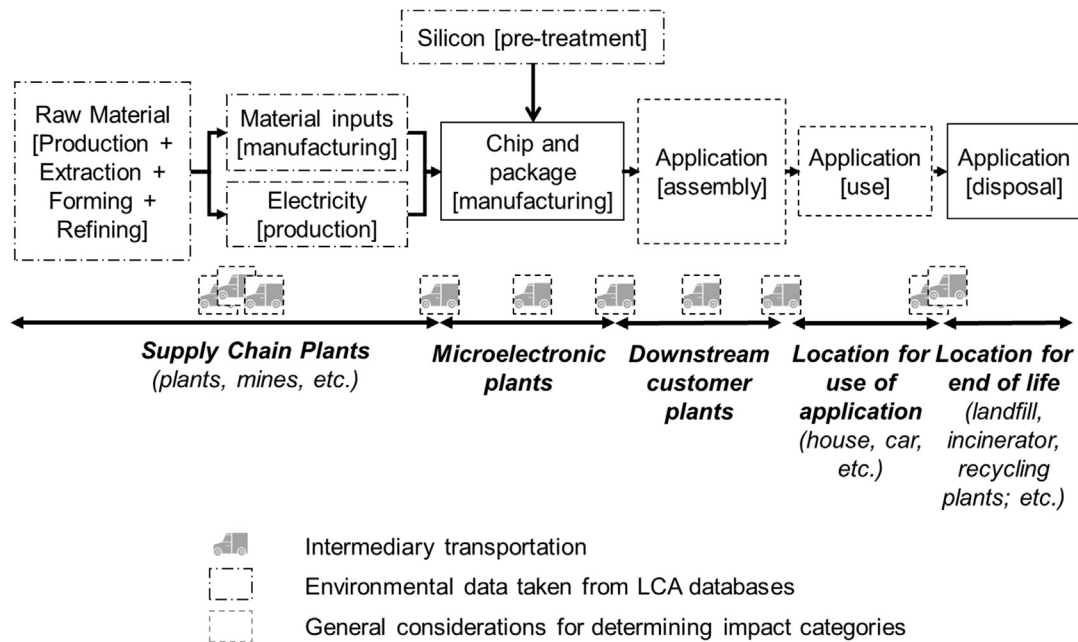 Silicon [pre-treatment]
Raw Material
[Production +
Extraction +
Forming +
Refining]
Material inputs
[manufacturing]
Electricity
[production]
Chip and
package
[manufacturing]
Application
[assembly]
Application
[use]
Application
[disposal]
Supply Chain Plants
(plants, mines, etc.)
Microelectronic
plants
Downstream
customer
plants
Location for
use of
application
(house, car,
etc.)
Location for
end of life
(landfill,
incinerator,
recycling
plants; etc.)
Intermediary transportation
Environmental data taken from LCA databases
General considerations for determining impact categories